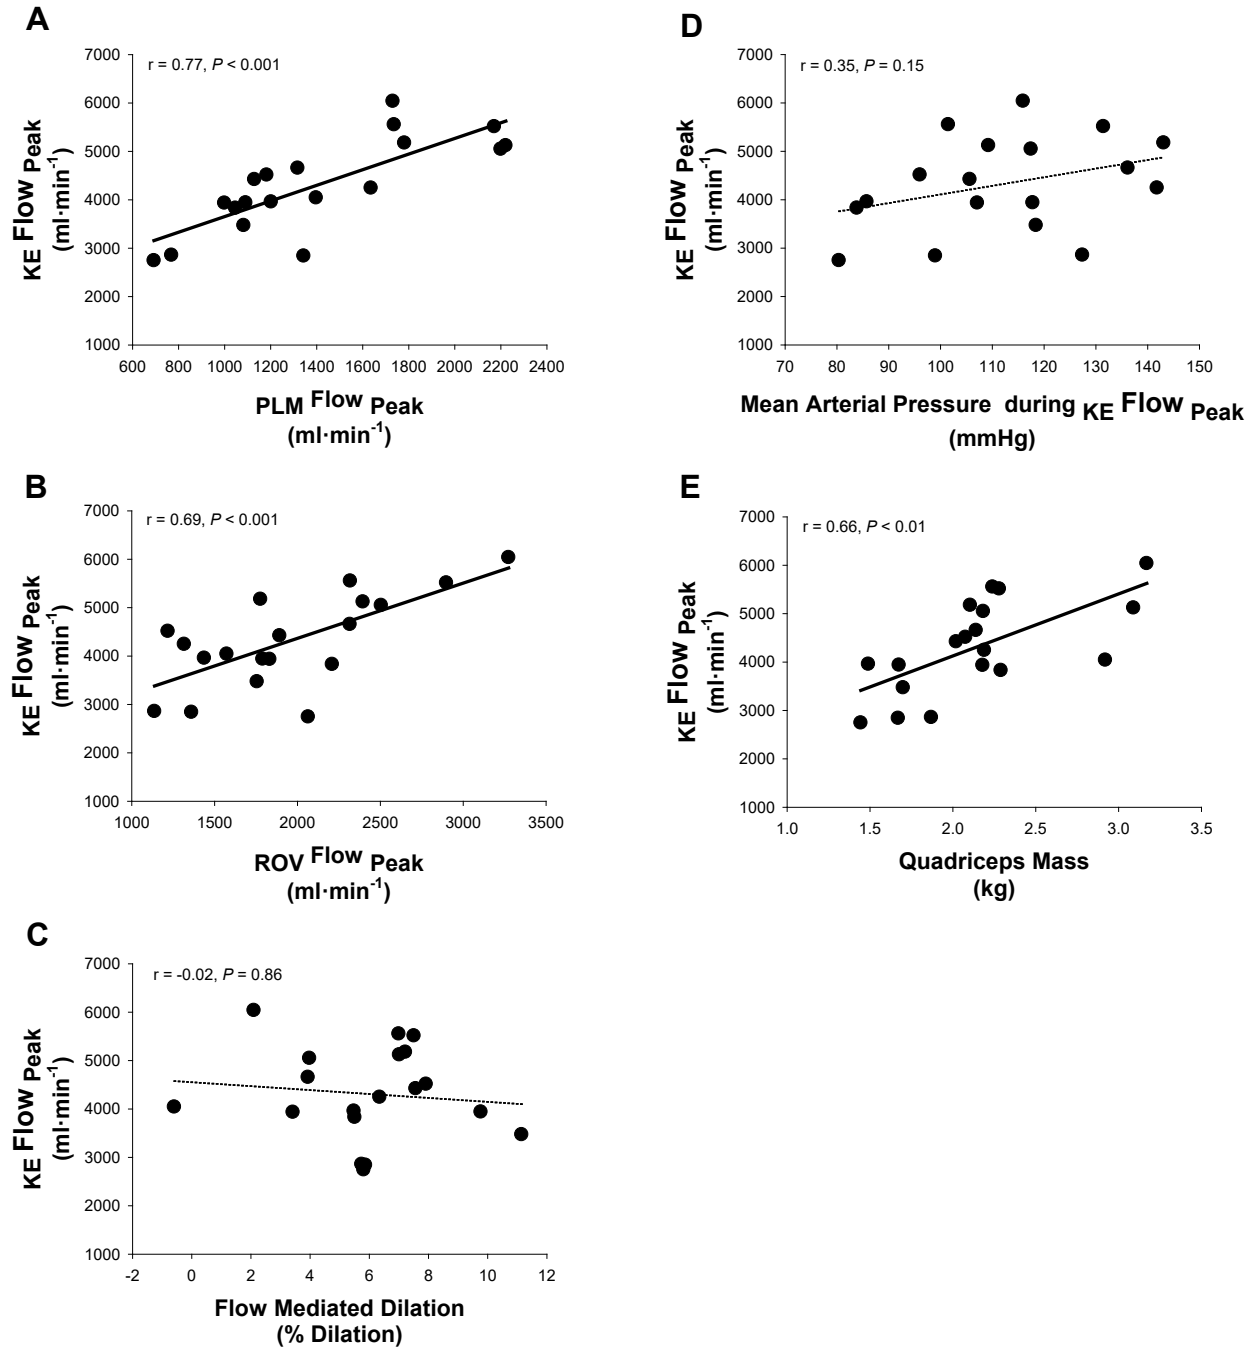 A
r = 0.77, P < 0.001
7000
6000
5000
4000
3000
2000
1000
KE Flow Peak
(ml·min-1)
600 800 1000 1200 1400 1600 1800 2000 2200 2400
PLM Flow Peak
(ml·min-1)
D
r = 0.35, P = 0.15
7000
6000
5000
4000
3000
2000
1000
KE Flow Peak
(ml·min-1)
70 80 90 100 110 120 130 140 150
Mean Arterial Pressure during KE Flow Peak
(mmHg)
B
r = 0.69, P < 0.001
7000
6000
5000
4000
3000
2000
1000
KE Flow Peak
(ml·min-1)
1000 1500 2000 2500 3000 3500
ROV Flow Peak
(ml·min-1)
E
r = 0.66, P < 0.01
7000
6000
5000
4000
3000
2000
1000
KE Flow Peak
(ml·min-1)
1.0 1.5 2.0 2.5 3.0 3.5
Quadriceps Mass
(kg)
C
r = -0.02, P = 0.86
7000
6000
5000
4000
3000
2000
1000
KE Flow Peak
(ml·min-1)
-2 0 2 4 6 8 10 12
Flow Mediated Dilation
(% Dilation)